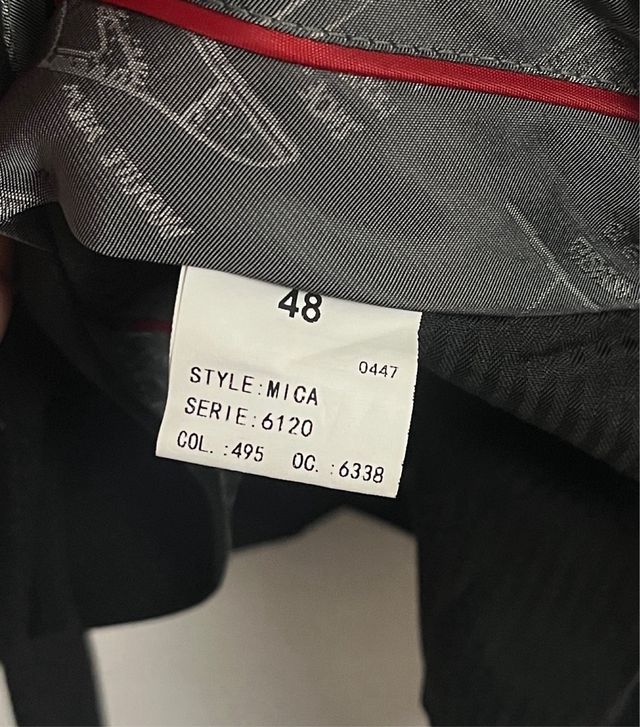 48
0447
STYLE:MICA
SERIE:6120
COL. :495 OC. :6338